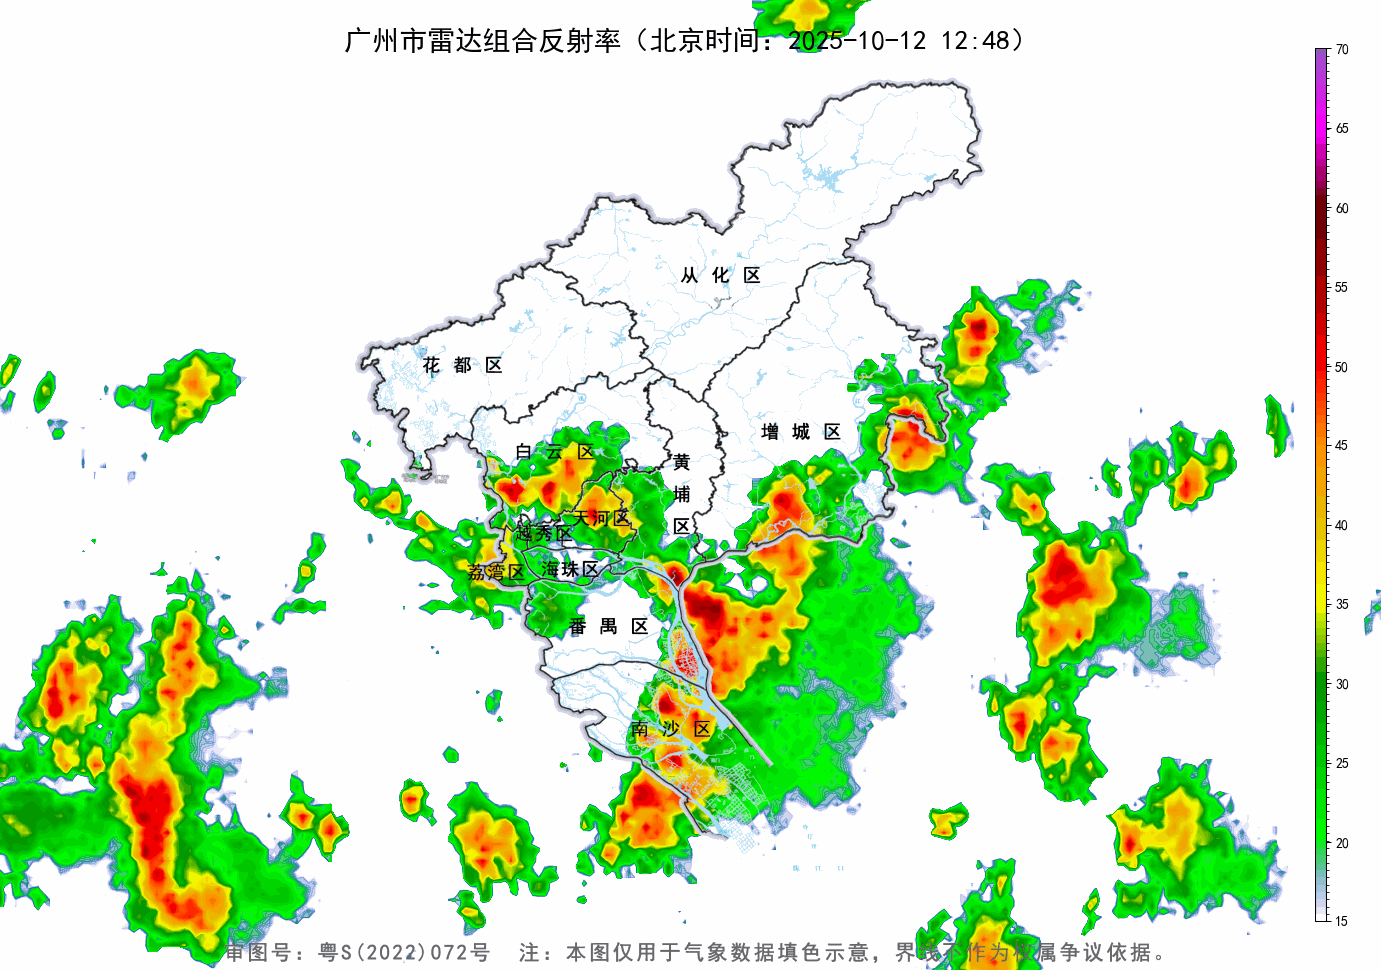 广州市雷达组合反射率（北京时间：2025-10-12 12:48）
70
65
60
55
50
45
40
35
30
25
20
15
从化区
花都区
增城区
白云区
黄埔区
天河区
越秀区
海珠区
荔湾区
番禺区
南沙区
审图号：粤S(2022)072号 注：本图仅用于气象数据填色示意，界线不作为权属争议依据。